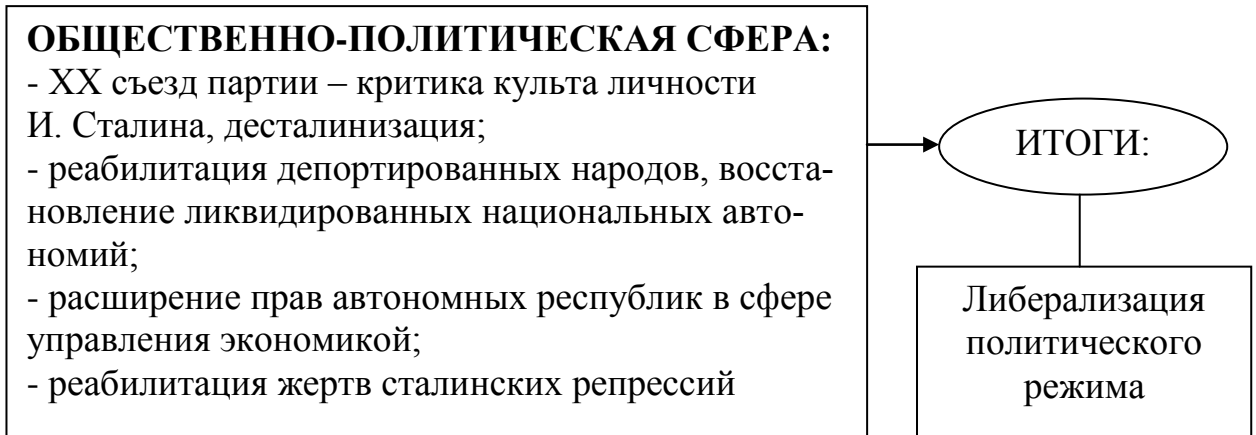 ОБЩЕСТВЕННО-ПОЛИТИЧЕСКАЯ СФЕРА:
- XX съезд партии – критика культа личности
И. Сталина, десталинизация;
- реабилитация депортированных народов, восста-
новление ликвидированных национальных авто-
номий;
- расширение прав автономных республик в сфере
управления экономикой;
- реабилитация жертв сталинских репрессий
ИТОГИ:
Либерализация
политического
режима